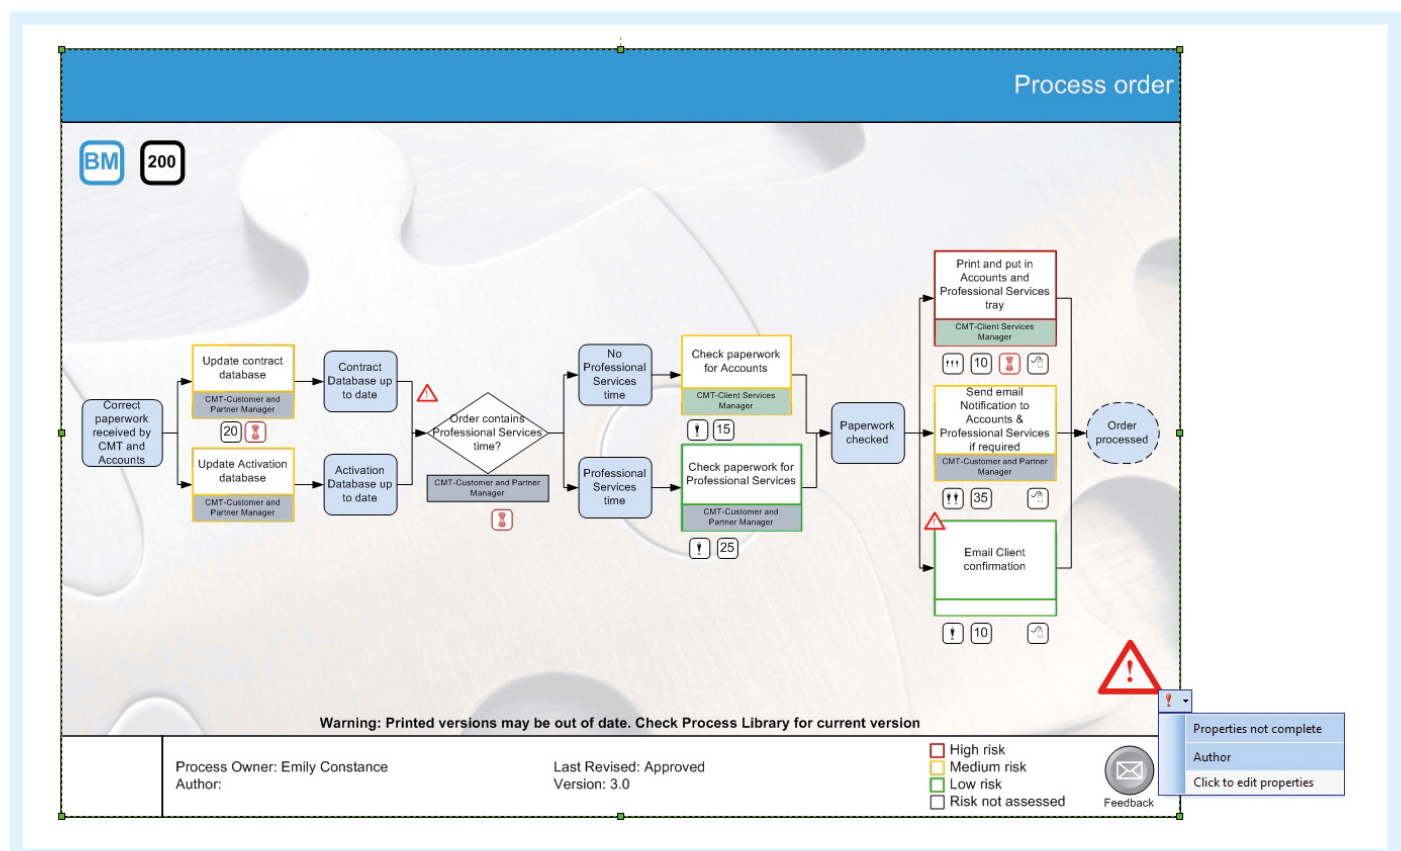 Process order
BM
200
Correct
paperwork
received by
CMT and
Accounts
Update contract
database
CMT-Customer and
Partner Manager
20
Update Activation
database
CMT-Customer and
Partner Manager
Contract
Database up
to date
Activation
Database up
to date
Order contains
Professional Services
time?
CMT-Customer and Partner
Manager
No
Professional
Services
time
Professional
Services
time
Check paperwork
for Accounts
CMT-Client Services
Manager
15
Check paperwork for
Professional Services
CMT-Customer and
Partner Manager
25
Paperwork
checked
Print and put in
Accounts and
Professional Services
tray
CMT-Client Services
Manager
10
Send email
Notification to
Accounts &
Professional Services
if required
CMT-Customer and Partner
Manager
35
Email Client
confirmation
10
Order
processed
Warning: Printed versions may be out of date. Check Process Library for current version
Process Owner: Emily Constance
Author:
Last Revised: Approved
Version: 3.0
High risk
Medium risk
Low risk
Risk not assessed
Feedback
Properties not complete
Author
Click to edit properties